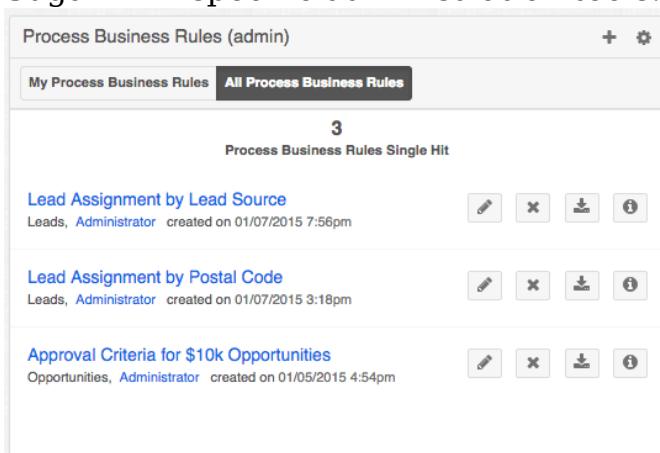 Process Business Rules (admin)
My Process Business Rules All Process Business Rules
3
Process Business Rules Single Hit
Lead Assignment by Lead Source
Leads, Administrator created on 01/07/2015 7:56pm
Lead Assignment by Postal Code
Leads, Administrator created on 01/07/2015 3:18pm
Approval Criteria for $10k Opportunities
Opportunities, Administrator created on 01/05/2015 4:54pm